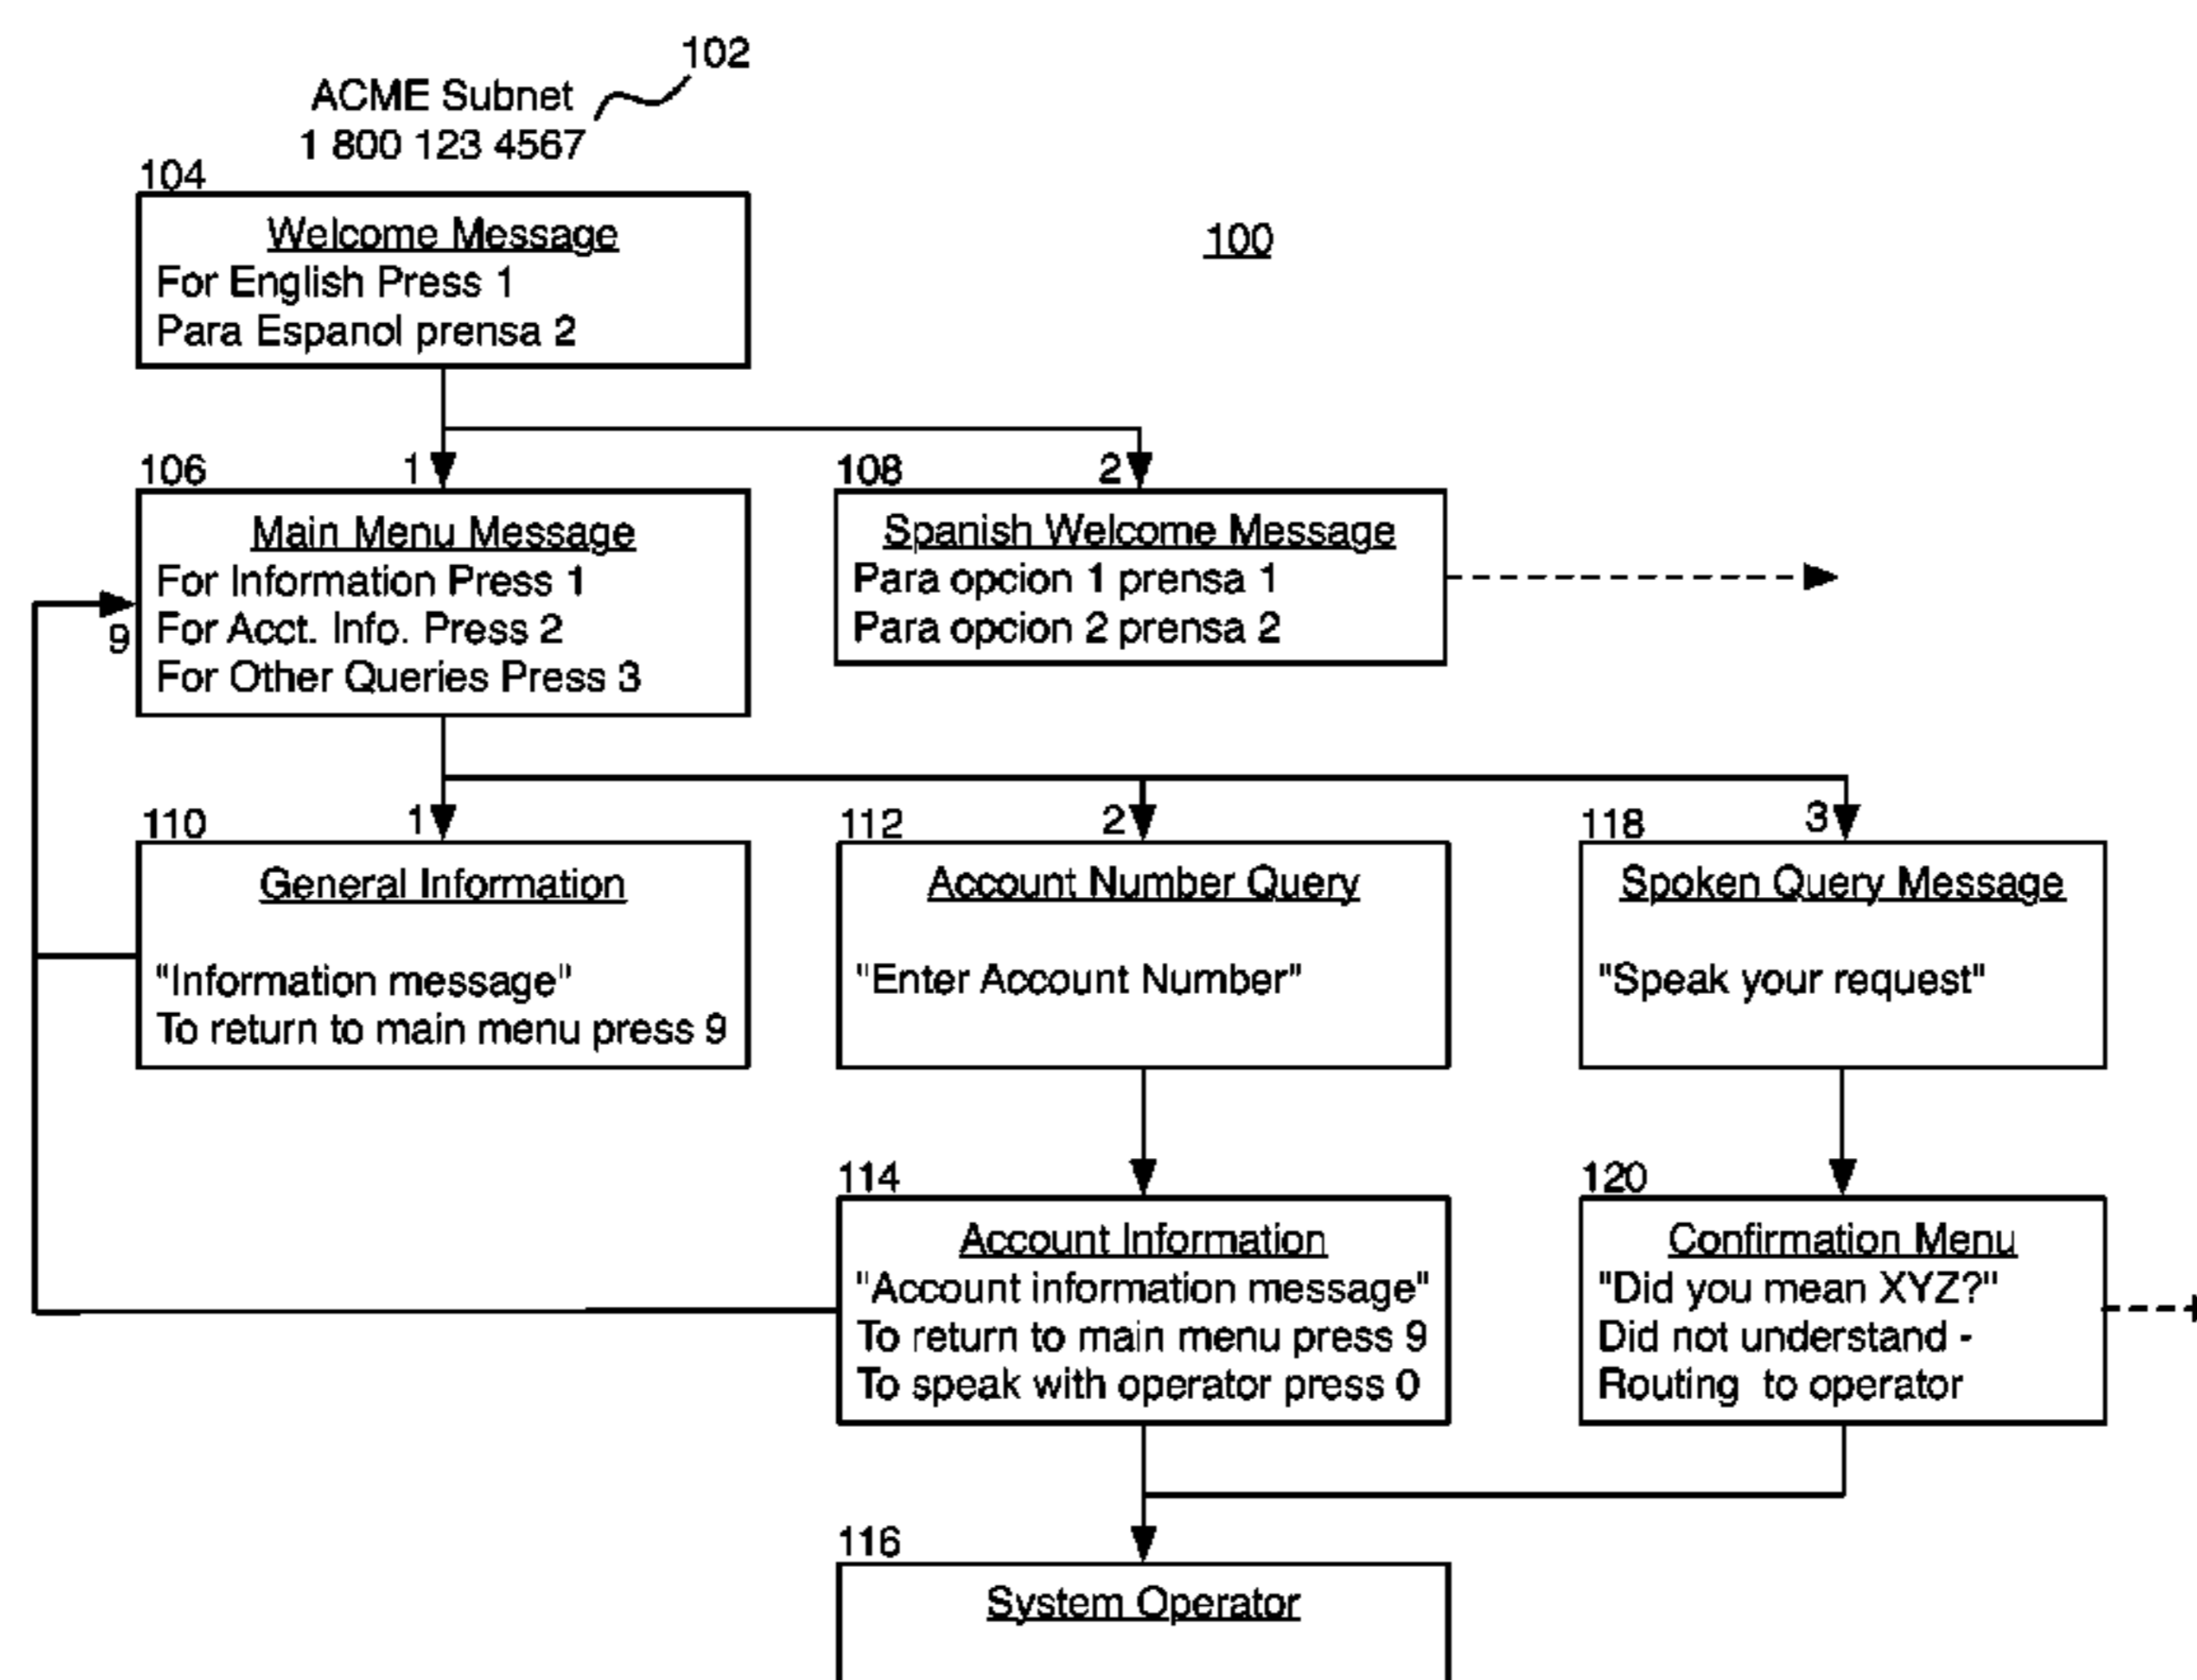 102
ACME Subnet
1 800 123 4567
104
Welcome Message
For English Press 1
Para Espanol prensa 2
100
106
1
Main Menu Message
For Information Press 1
For Acct. Info. Press 2
For Other Queries Press 3
9
108
2
Spanish Welcome Message
Para opcion 1 prensa 1
Para opcion 2 prensa 2
110
1
General Information
"Information message"
To return to main menu press 9
112
2
Account Number Query
"Enter Account Number"
118
3
Spoken Query Message
"Speak your request"
114
Account Information
"Account information message"
To return to main menu press 9
To speak with operator press 0
120
Confirmation Menu
"Did you mean XYZ?"
Did not understand -
Routing to operator
116
System Operator